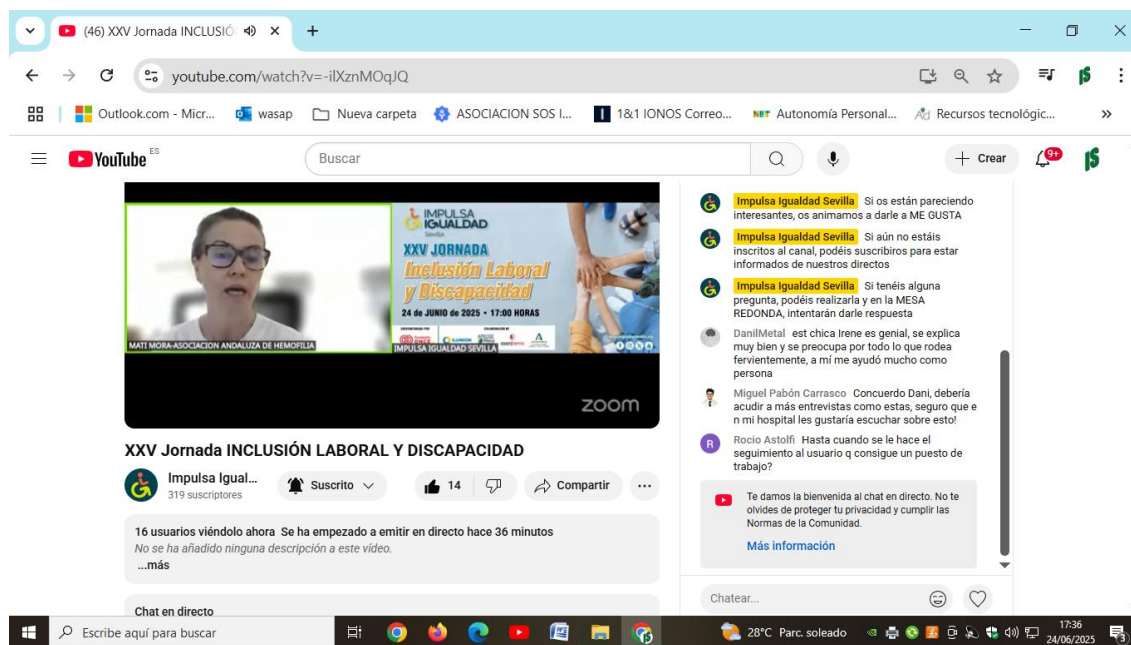 (46) XXV Jornada INCLUSIÓ
youtube.com/watch?v=-ilXznMOqJQ
Outlook.com - Micr...
wasap
Nueva carpeta
ASOCIACION SOS I...
1&1 IONOS Correo...
NBT Autonomía Personal...
Recursos tecnológic...
YouTube ES
Buscar
Crear
9+
IMPULSA
IGUALDAD
Sevilla
XXV JORNADA
Inclusión Laboral
y Discapacidad
24 de JUNIO de 2025 • 17:00 HORAS
MATI MORA-ASOCIACION ANDALUZA DE HEMOFILIA
IMPULSA IGUALDAD SEVILLA
zoom
XXV Jornada INCLUSIÓN LABORAL Y DISCAPACIDAD
Impulsa Igual...
319 suscriptores
Suscrito
14
Compartir
16 usuarios viéndolo ahora Se ha empezado a emitir en directo hace 36 minutos
No se ha añadido ninguna descripción a este vídeo.
...más
Chat en directo
Impulsa Igualdad Sevilla Si os están pareciendo
interesantes, os animamos a darle a ME GUSTA
Impulsa Igualdad Sevilla Si aún no estáis
inscritos al canal, podéis suscribiros para estar
informados de nuestros directos
Impulsa Igualdad Sevilla Si tenéis alguna
pregunta, podéis realizarla y en la MESA
REDONDA, intentarán darle respuesta
DanilMetal est chica Irene es genial, se explica
muy bien y se preocupa por todo lo que rodea
fervientemente, a mí me ayudó mucho como
persona
Miguel Pabón Carrasco Concuerdo Dani, debería
acudir a más entrevistas como estas, seguro que e
n mi hospital les gustaría escuchar sobre esto!
R
Rocio Astolfi Hasta cuando se le hace el
seguimiento al usuario q consigue un puesto de
trabajo?
Te damos la bienvenida al chat en directo. No te
olvides de proteger tu privacidad y cumplir las
Normas de la Comunidad.
Más información
Chatear...
Escribe aquí para buscar
28°C Parc. soleado
17:36
24/06/2025
3